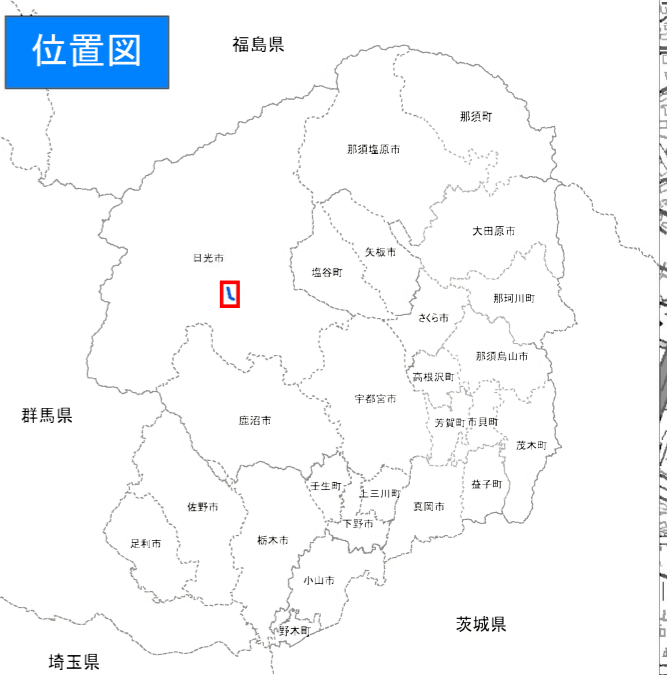 位置図
福島県
那須町
那須塩原市
大田原市
矢板市
日光市
塩谷町
那珂川町
さくら市
那須烏山市
高根沢町
宇都宮市
群馬県
鹿沼市
芳賀町
市貝町
茂木町
壬生町
上三川町
益子町
佐野市
真岡市
下野市
足利市
栃木市
小山市
茨城県
野木町
埼玉県